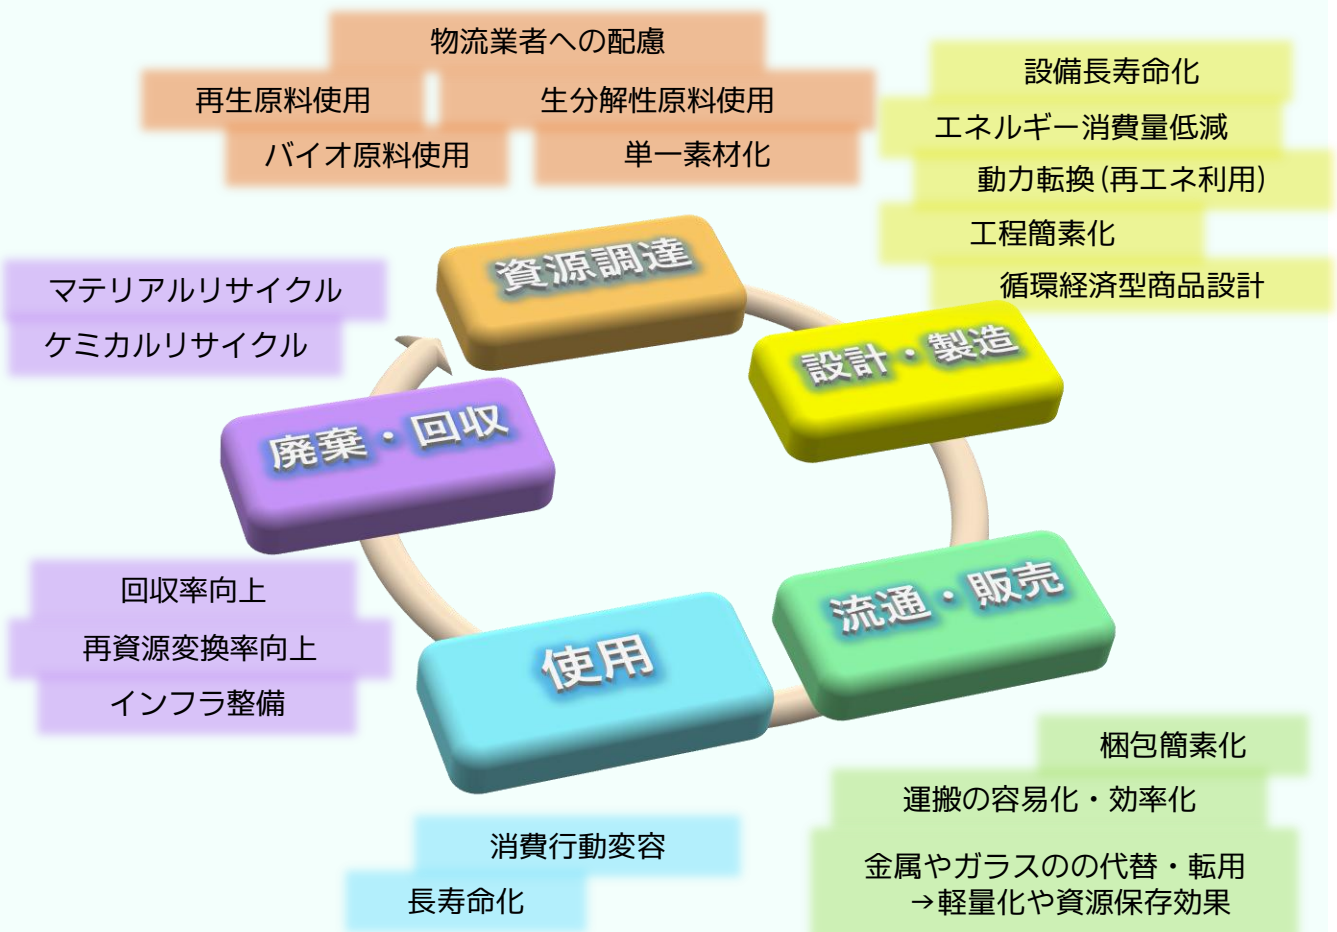 物流業者への配慮
再生原料使用
生分解性原料使用
バイオ原料使用
単一素材化
設備長寿命化
エネルギー消費量低減
動力転換(再エネ利用)
工程簡素化
循環経済型商品設計
資源調達
設計・製造
マテリアルリサイクル
ケミカルリサイクル
廃棄・回収
流通・販売
使用
回収率向上
再資源変換率向上
インフラ整備
梱包簡素化
運搬の容易化・効率化
金属やガラスのの代替・転用
→軽量化や資源保存効果
消費行動変容
長寿命化